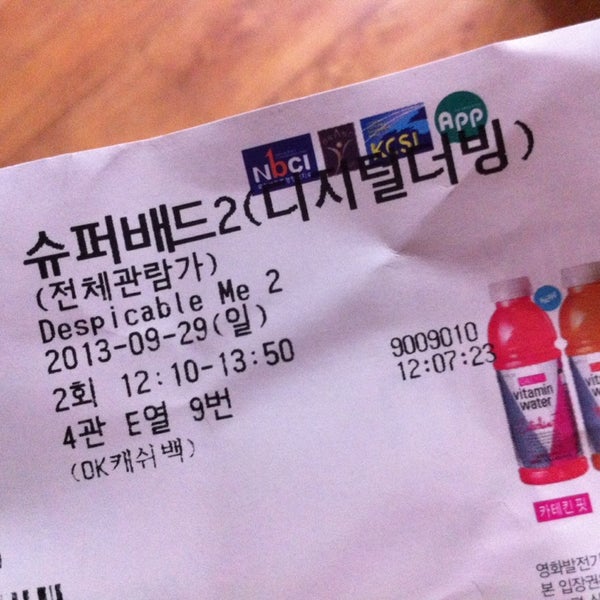 NbCI
KCSI
APP
슈퍼배드2(디지털더빙)
(전체관람가)
Despicable Me 2
2013-09-29(일)
2회 12:10-13:50
4관 E열 9번
(OK캐쉬백)
9009010
12:07:23
NEW
vitamin
water
vitamin
water
카테킨핏
영화발전기
본 입장권